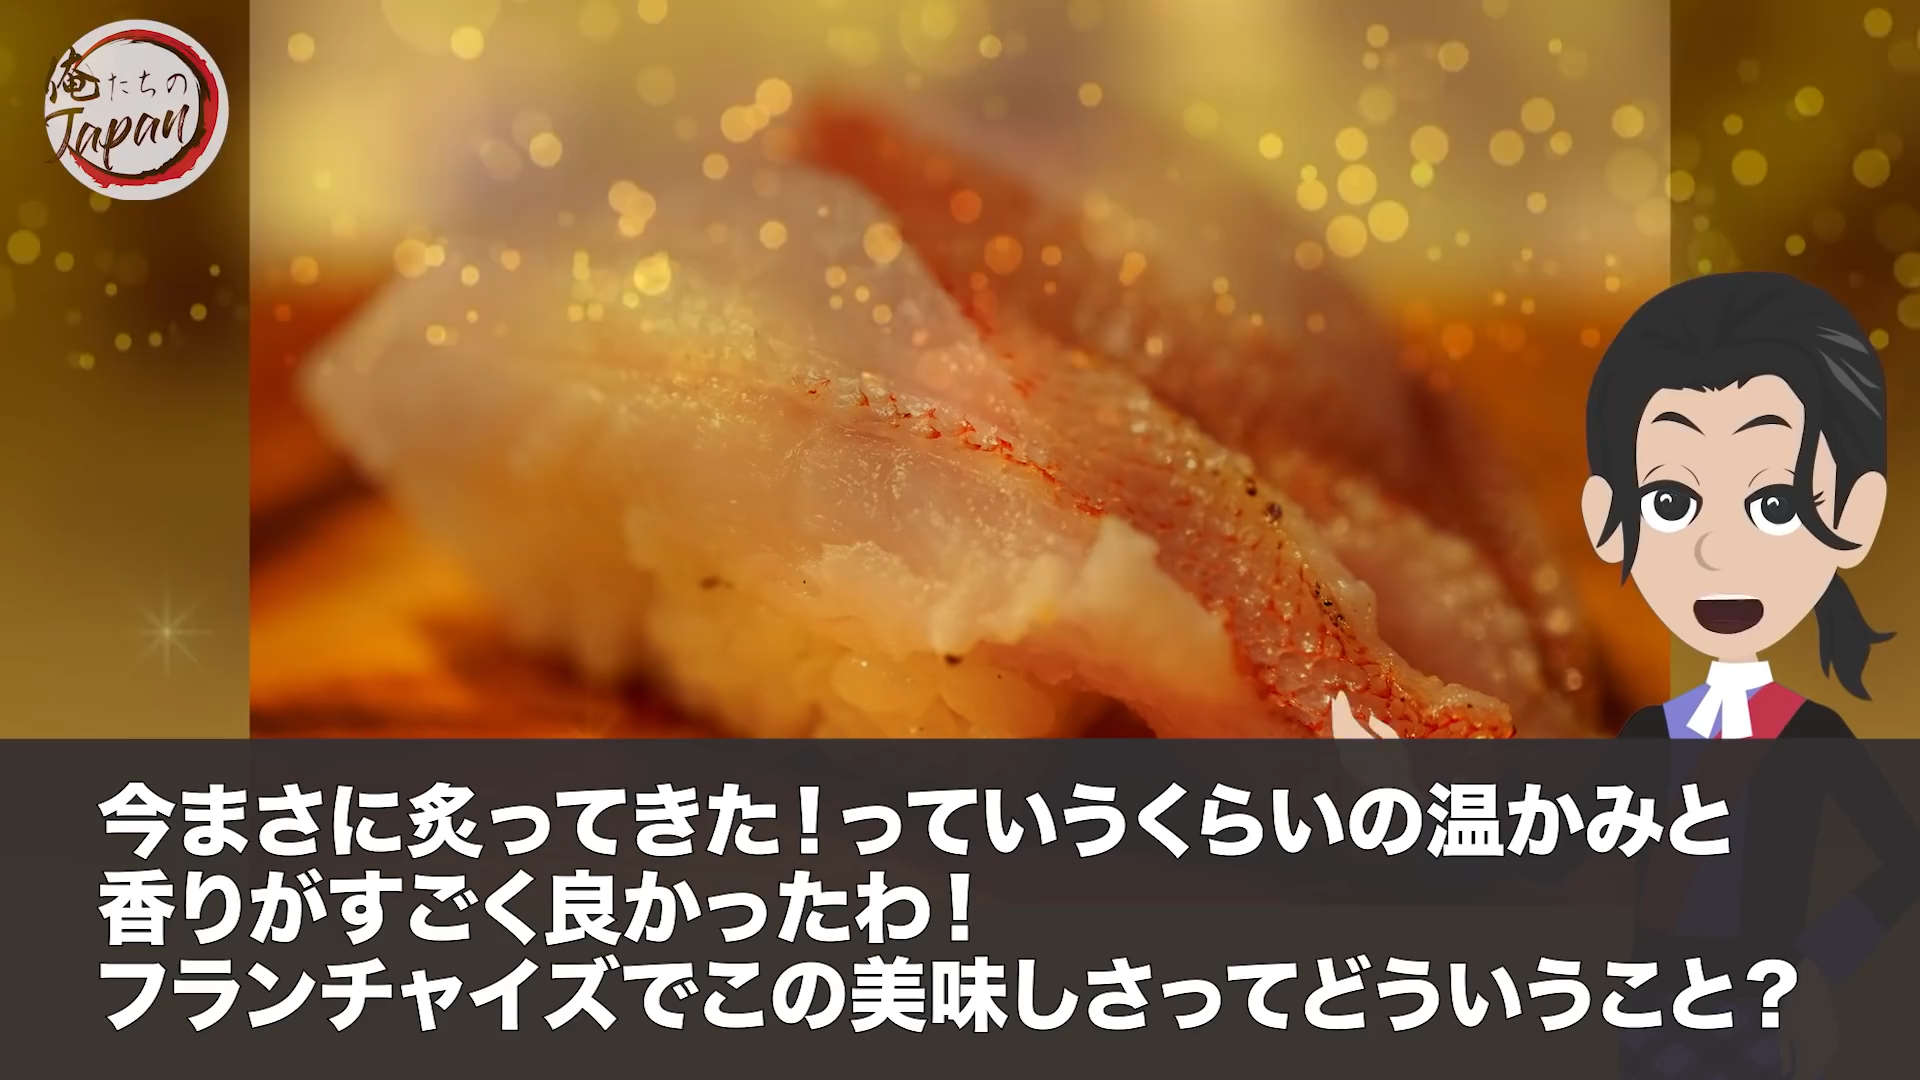 俺たちの
Japan
今まさに炙ってきた!っていうくらいの温かみと
香りがすごく良かったわ!
フランチャイズでこの美味しさってどういうこと?